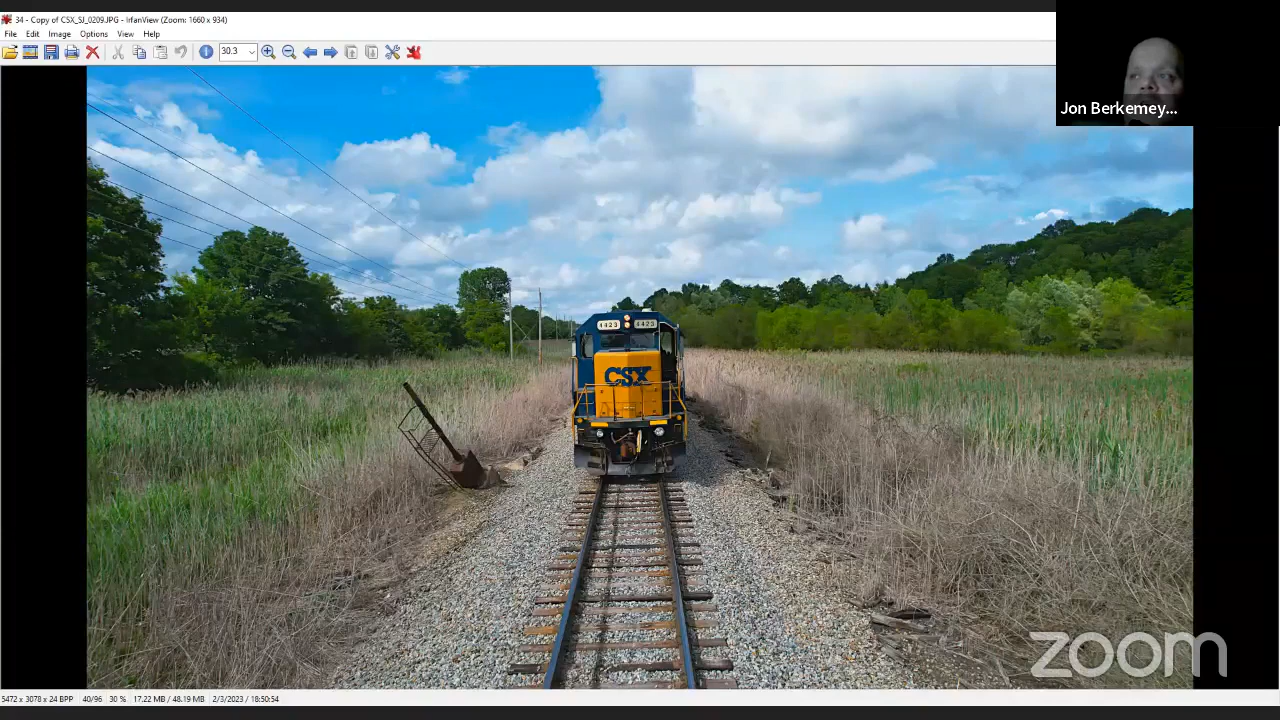 34 - Copy of CSX_SJ_0209.JPG - IrfanView (Zoom: 1660 x 934)
File Edit Image Options View Help
30.3
Jon Berkemey...
4423 4423
CSX
zoom
5472 x 3078 x 24 BPP 40/96 30 % 17.22 MB / 48.19 MB 2/3/2023 / 18:50:54